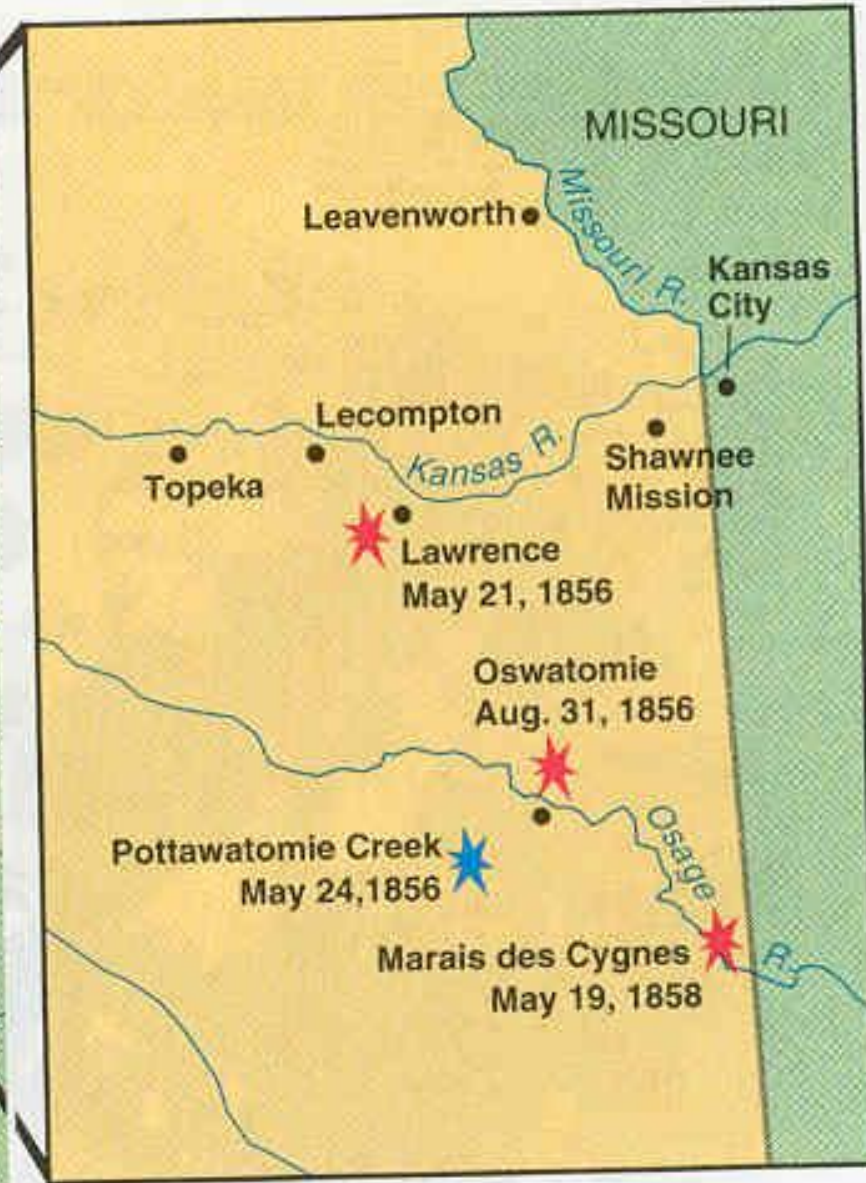 MISSOURI
Leavenworth
Missouri R.
Kansas
City
Lecompton
Kansas R.
Topeka
Shawnee
Mission
Lawrence
May 21, 1856
Oswatomie
Aug. 31, 1856
Pottawatomie Creek
May 24,1856
Osage
R.
Marais des Cygnes
May 19, 1858